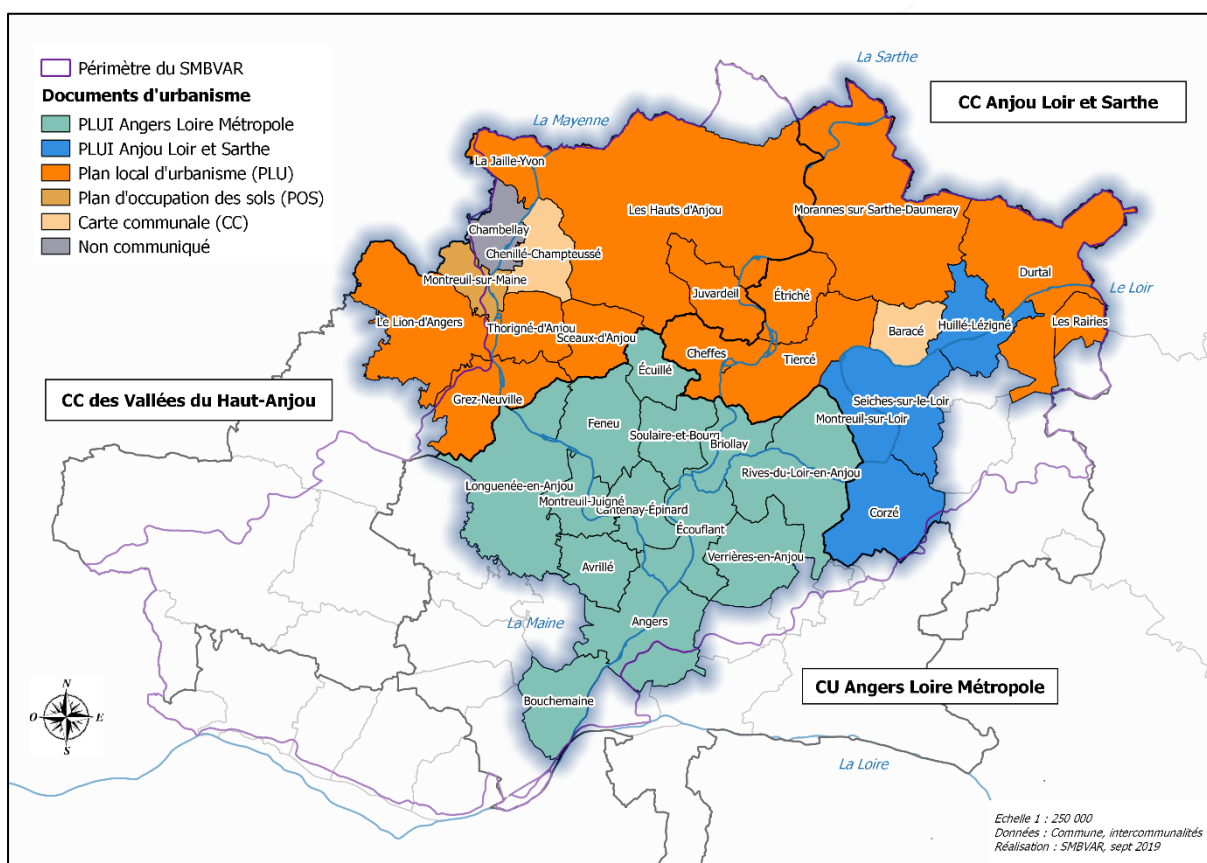 Périmètre du SMBVAR
Documents d'urbanisme
PLUI Angers Loire Métropole
PLUI Anjou Loir et Sarthe
Plan local d'urbanisme (PLU)
Plan d'occupation des sols (POS)
Carte communale (CC)
Non communiqué
La Sarthe
CC Anjou Loir et Sarthe
La Mayenne
La Jaille-Yvon
Les Hauts d'Anjou
Morannes sur Sarthe-Daumeray
Chambellay
Chenillé-Champteussé
Montreuil-sur-Maine
Durtal
Le Loir
Juvardeil
Étriché
Le Lion-d'Angers
Thorigné-d'Anjou
Sceaux-d'Anjou
Baracé
Huillé-Lézigné
Les Rairies
Cheffes
Tiercé
Écuillé
CC des Vallées du Haut-Anjou
Grez-Neuville
Seiches-sur-le-Loir
Feneu
Soulaire-et-Bourg
Briollay
Montreuil-sur-Loir
Rives-du-Loir-en-Anjou
Longuenée-en-Anjou
Montreuil-Juigné
Cantenay-Épinard
Corzé
Écouflant
Verrières-en-Anjou
Avrillé
La Maine
Angers
CU Angers Loire Métropole
Bouchemaine
N
O
E
S
La Loire
Echelle 1 : 250 000
Données : Commune, intercommunalités
Réalisation : SMBVAR, sept 2019